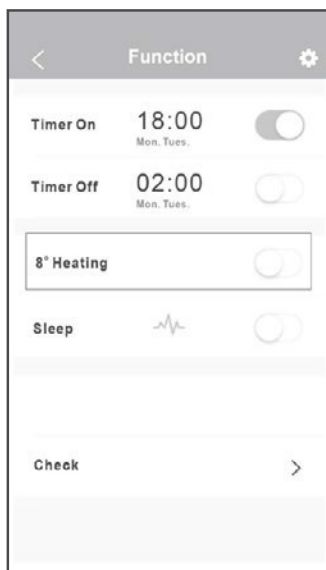 Function
Timer On
18:00
Mon. Tues.
Timer Off
02:00
Mon. Tues.
8° Heating
Sleep
Check